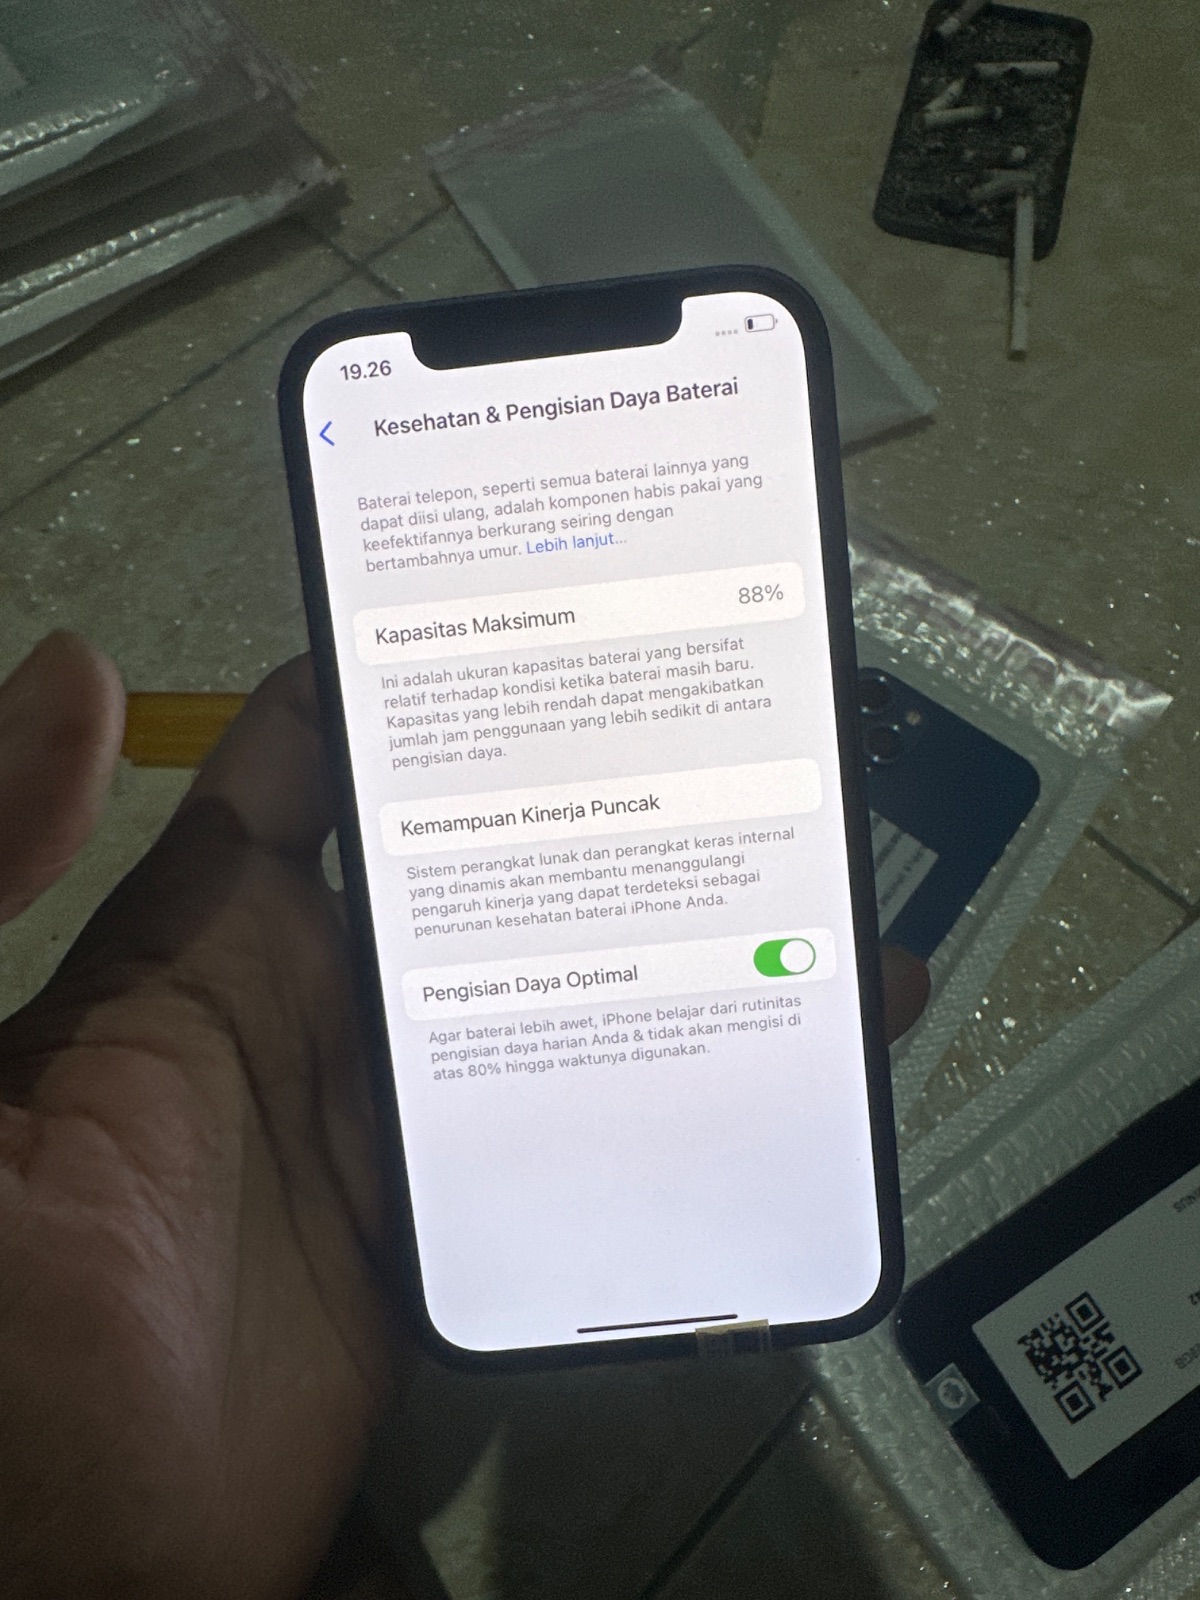 19.26
Kesehatan & Pengisian Daya Baterai
Baterai telepon, seperti semua baterai lainnya yang
dapat diisi ulang, adalah komponen habis pakai yang
keefektifannya berkurang seiring dengan
bertambahnya umur. Lebih lanjut...
Kapasitas Maksimum 88%
Ini adalah ukuran kapasitas baterai yang bersifat
relatif terhadap kondisi ketika baterai masih baru.
Kapasitas yang lebih rendah dapat mengakibatkan
jumlah jam penggunaan yang lebih sedikit di antara
pengisian daya.
Kemampuan Kinerja Puncak
Sistem perangkat lunak dan perangkat keras internal
yang dinamis akan membantu menanggulangi
pengaruh kinerja yang dapat terdeteksi sebagai
penurunan kesehatan baterai iPhone Anda.
Pengisian Daya Optimal
Agar baterai lebih awet, iPhone belajar dari rutinitas
pengisian daya harian Anda & tidak akan mengisi di
atas 80% hingga waktunya digunakan.